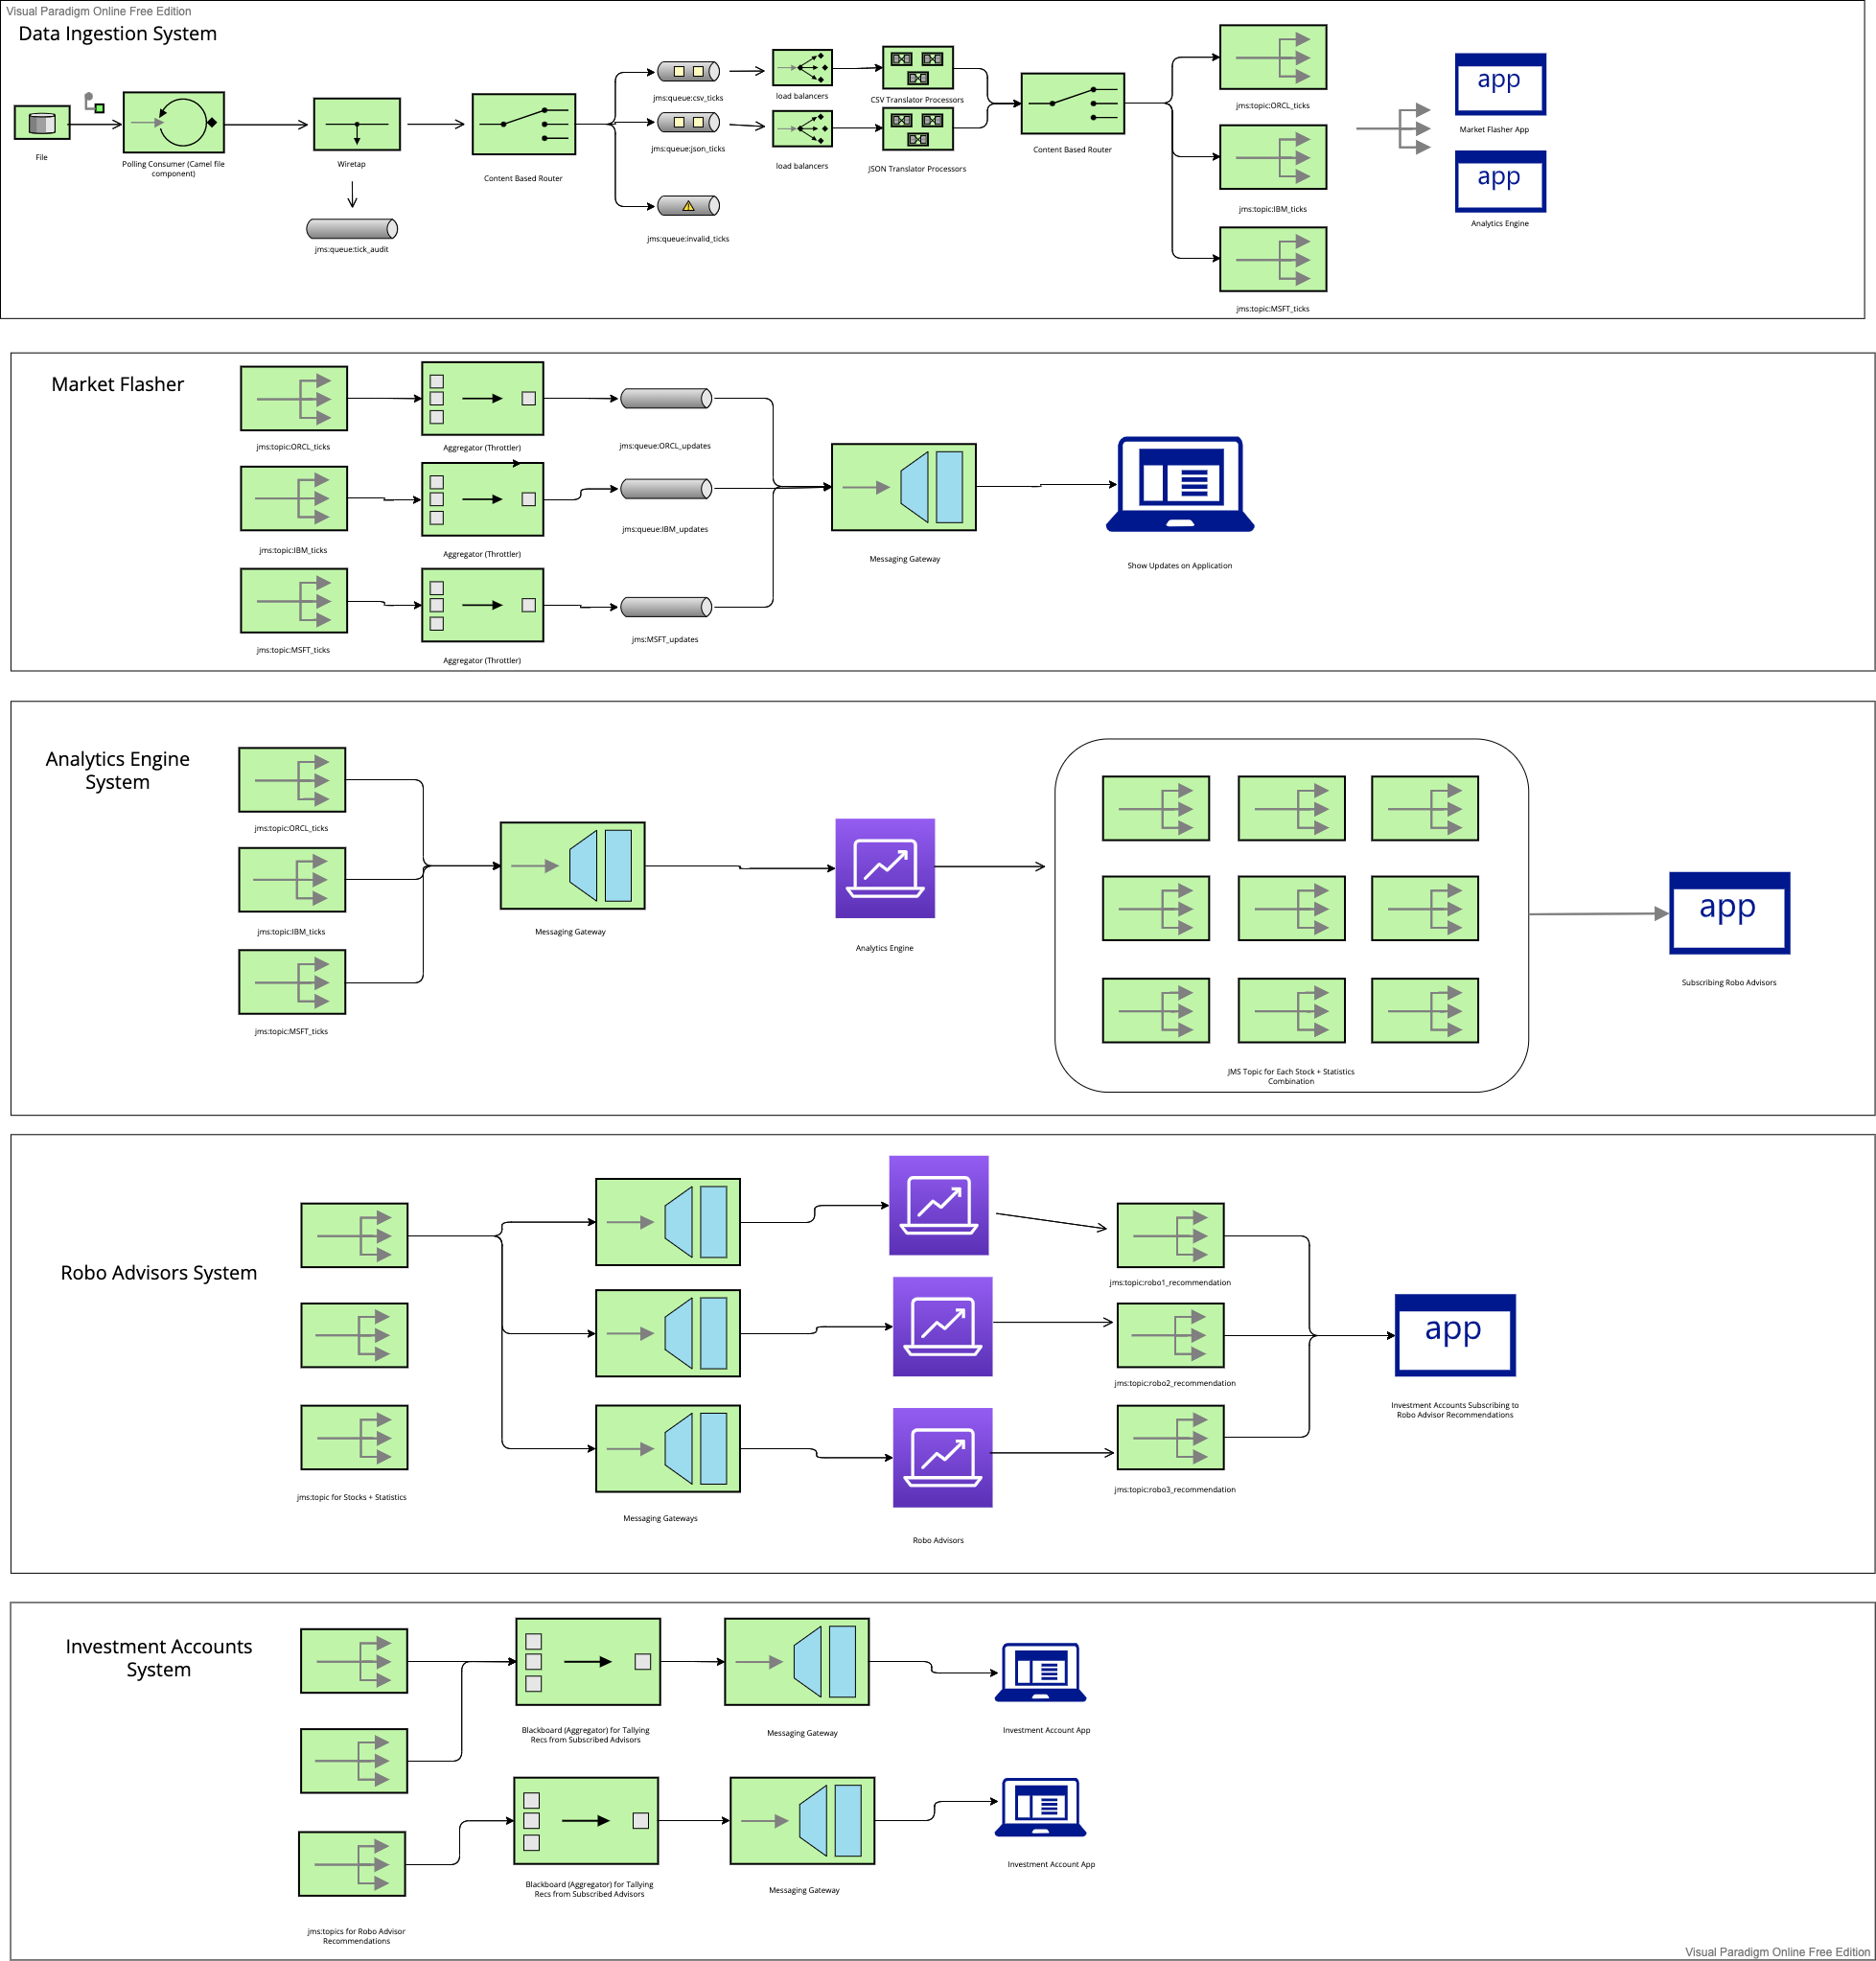 Visual Paradigm Online Free Edition
Data Ingestion System
File
Polling Consumer (Camel file
component)
Wiretap
jms:queue:tick_audit
Content Based Router
jms:queue:csv_ticks
jms:queue:json_ticks
jms:queue:invalid_ticks
load balancers
load balancers
CSV Translator Processors
JSON Translator Processors
Content Based Router
jms:topic:ORCL_ticks
jms:topic:IBM_ticks
jms:topic:MSFT_ticks
app
Market Flasher App
app
Analytics Engine
Market Flasher
jms:topic:ORCL_ticks
jms:topic:IBM_ticks
jms:topic:MSFT_ticks
Aggregator (Throttler)
Aggregator (Throttler)
Aggregator (Throttler)
jms:queue:ORCL_updates
jms:queue:IBM_updates
jms:MSFT_updates
Messaging Gateway
Show Updates on Application
Analytics Engine
System
jms:topic:ORCL_ticks
jms:topic:IBM_ticks
jms:topic:MSFT_ticks
Messaging Gateway
Analytics Engine
JMS Topic for Each Stock + Statistics
Combination
app
Subscribing Robo Advisors
Robo Advisors System
jms:topic for Stocks + Statistics
Messaging Gateways
Robo Advisors
jms:topic:robo1_recommendation
jms:topic:robo2_recommendation
jms:topic:robo3_recommendation
app
Investment Accounts Subscribing to
Robo Advisor Recommendations
Investment Accounts
System
jms:topics for Robo Advisor
Recommendations
Blackboard (Aggregator) for Tallying
Recs from Subscribed Advisors
Messaging Gateway
Investment Account App
Blackboard (Aggregator) for Tallying
Recs from Subscribed Advisors
Messaging Gateway
Investment Account App
Visual Paradigm Online Free Edition